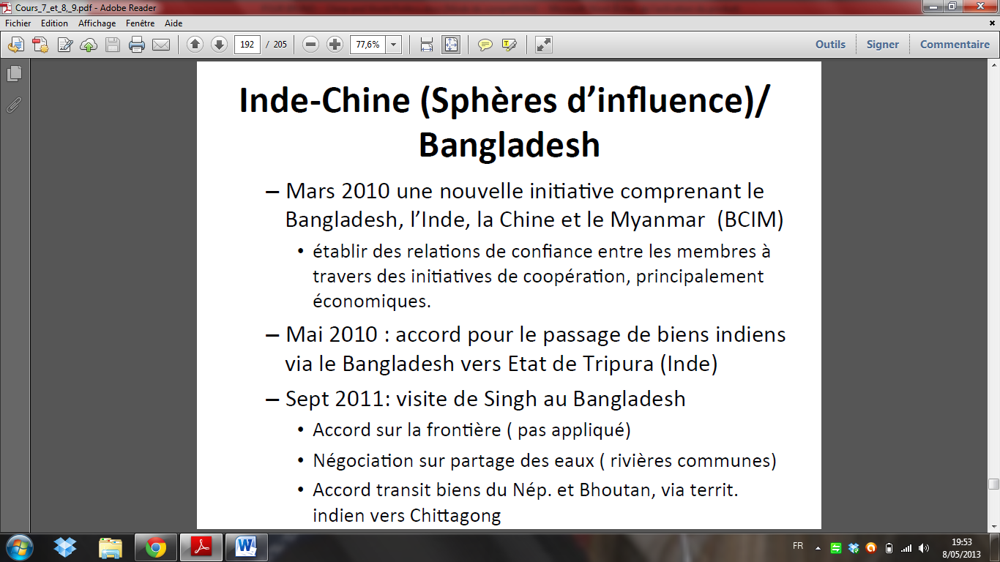 Cours_7_et_8_9.pdf - Adobe Reader
Fichier Edition Affichage Fenêtre Aide
192 / 205 77,6% Outils Signer Commentaire
Inde-Chine (Sphères d’influence)/
Bangladesh
– Mars 2010 une nouvelle initiative comprenant le
Bangladesh, l’Inde, la Chine et le Myanmar (BCIM)
• établir des relations de confiance entre les membres à
travers des initiatives de coopération, principalement
économiques.
– Mai 2010 : accord pour le passage de biens indiens
via le Bangladesh vers Etat de Tripura (Inde)
– Sept 2011: visite de Singh au Bangladesh
• Accord sur la frontière ( pas appliqué)
• Négociation sur partage des eaux ( rivières communes)
• Accord transit biens du Nép. et Bhoutan, via territ.
indien vers Chittagong
FR
19:53
8/05/2013